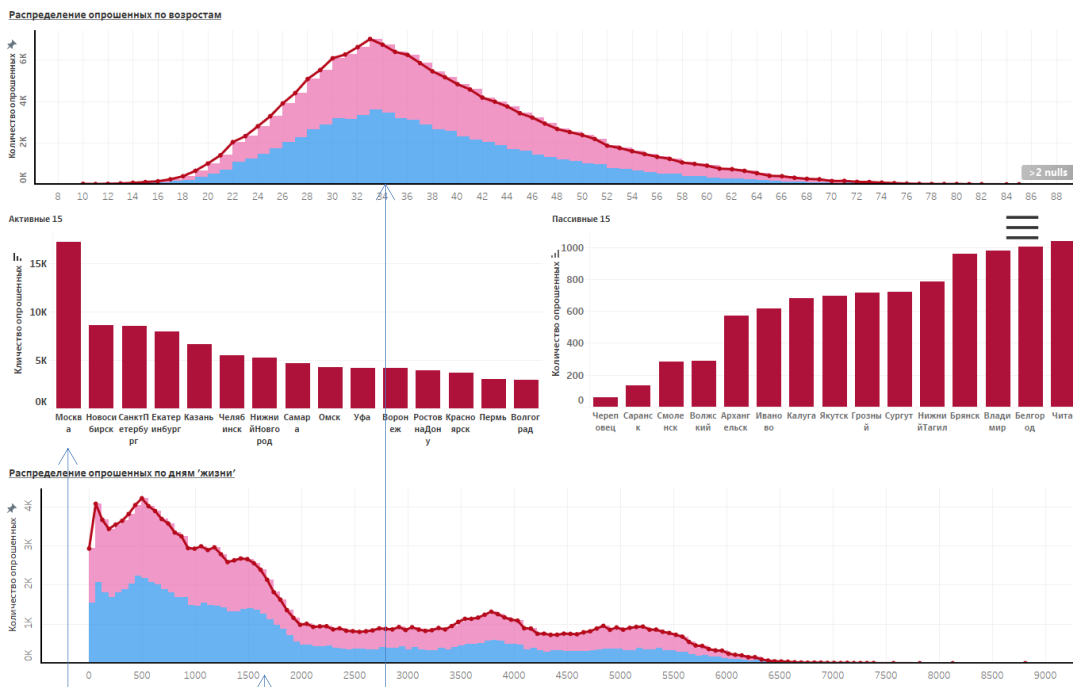 Распределение опрошенных по возростам
Количество опрошенных
6K
4K
2K
0K
>2 nulls
8 10 12 14 16 18 20 22 24 26 28 30 32 34 36 38 40 42 44 46 48 50 52 54 56 58 60 62 64 66 68 70 72 74 76 78 80 82 84 86 88
Активные 15
Кличество опрошенных
15K
10K
5K
0K
Москв Новоси СанктП Екатер Казань Челяб Нижни Самар Омск Уфа Ворон Ростов Красно Пермь Волгог
а бирск етербу инбург инск йНовго а еж наДон ярск рад
рг род у
Пассивные 15
Количество опрошенных
1000
800
600
400
200
0
Череп Саранс Смоле Волжс Арханг Ивано Калуга Якутск Грозны Сургут Нижни Брянск Влади Белгор Чита
овец к нск кий ельск во й йТагил мир од
Распределение опрошенных по дням 'жизни'
Количество опрошенных
4K
3K
2K
1K
0K
0 500 1000 1500 2000 2500 3000 3500 4000 4500 5000 5500 6000 6500 7000 7500 8000 8500 9000